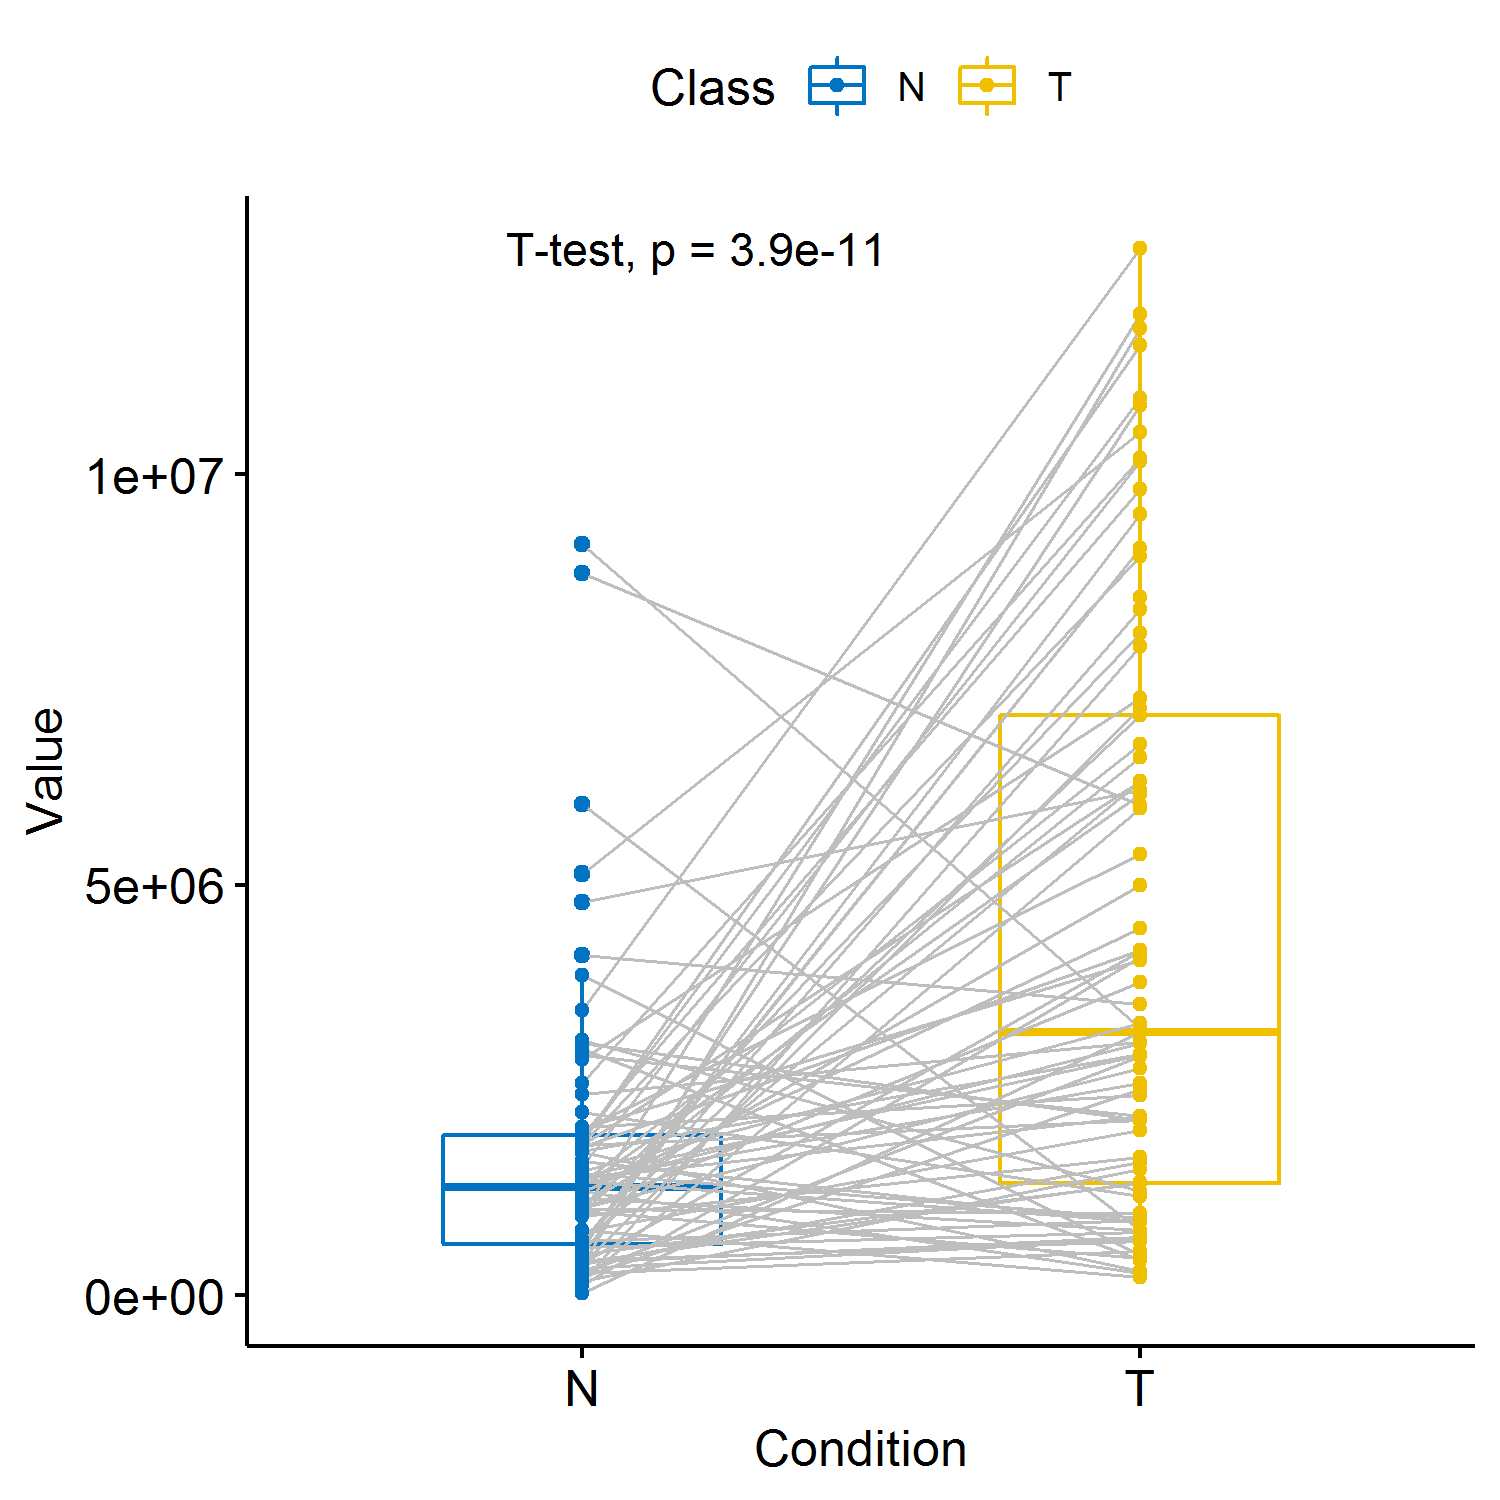 Class N T
T-test, p = 3.9e-11
1e+07
5e+06
0e+00
Value
N T
Condition